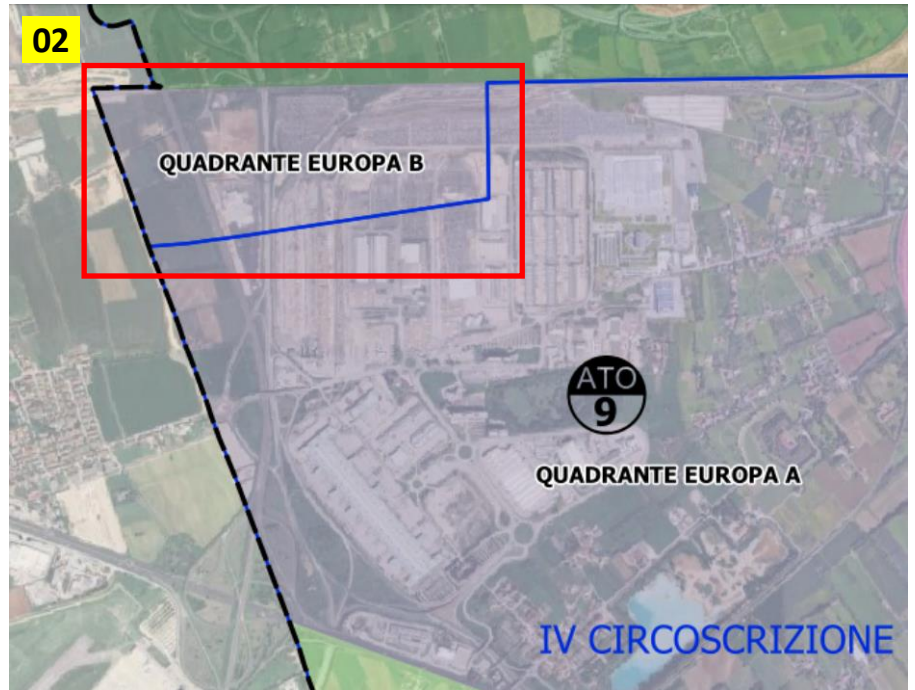 02
QUADRANTE EUROPA B
ATO
9
QUADRANTE EUROPA A
IV CIRCOSCRIZIONE